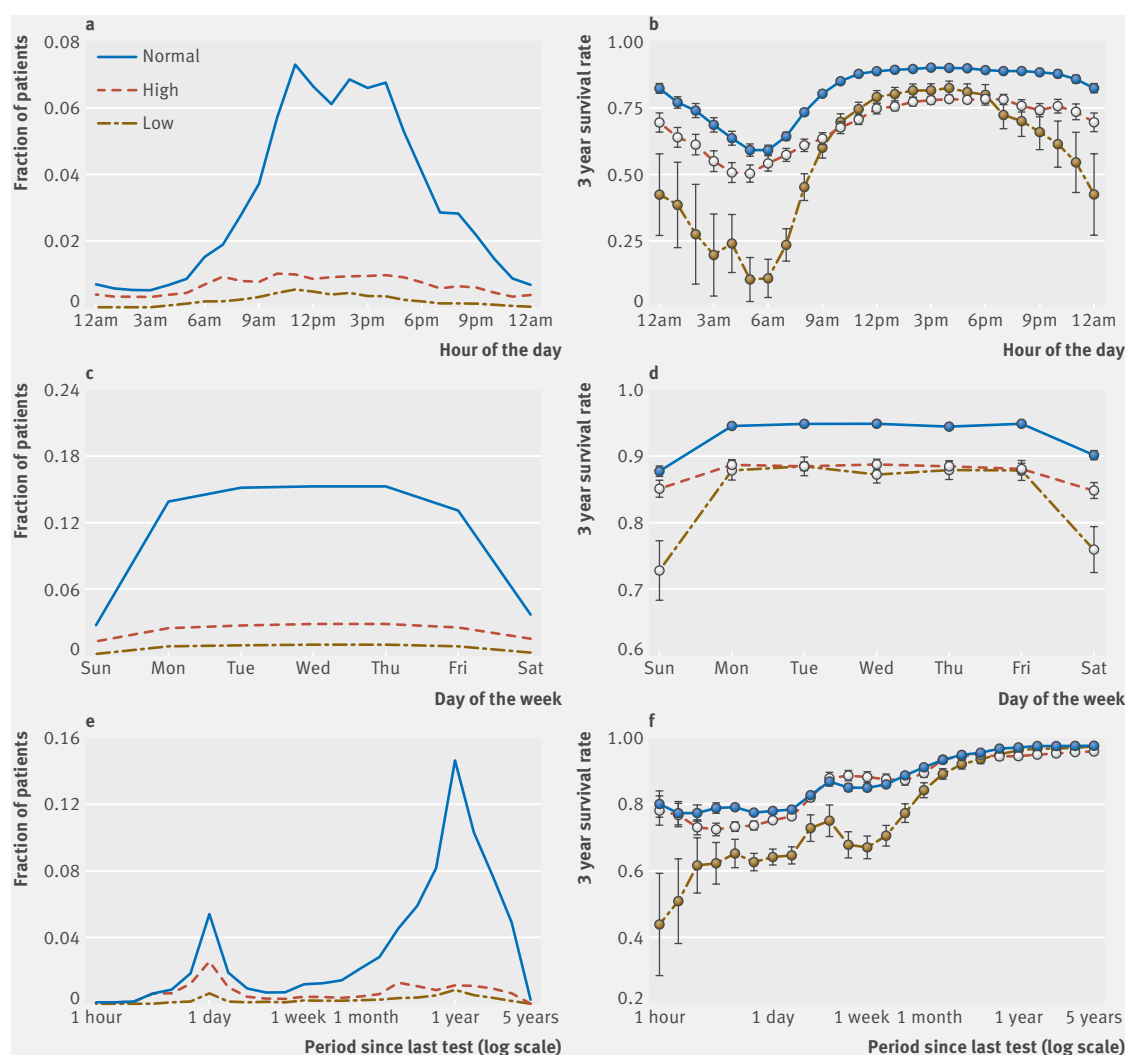 a
Fraction of patients
0.08
0.06
0.04
0.02
0
Normal
High
Low
12am 3am 6am 9am 12pm 3pm 6pm 9pm 12am
Hour of the day
b
3 year survival rate
1.00
0.75
0.50
0.25
0
12am 3am 6am 9am 12pm 3pm 6pm 9pm 12am
Hour of the day
c
Fraction of patients
0.24
0.18
0.12
0.06
0
Sun Mon Tue Wed Thu Fri Sat
Day of the week
d
3 year survival rate
1.0
0.9
0.8
0.7
0.6
Sun Mon Tue Wed Thu Fri Sat
Day of the week
e
Fraction of patients
0.16
0.12
0.08
0.04
0
1 hour 1 day 1 week 1 month 1 year 5 years
Period since last test (log scale)
f
3 year survival rate
1.00
0.8
0.6
0.4
0.2
1 hour 1 day 1 week 1 month 1 year 5 years
Period since last test (log scale)